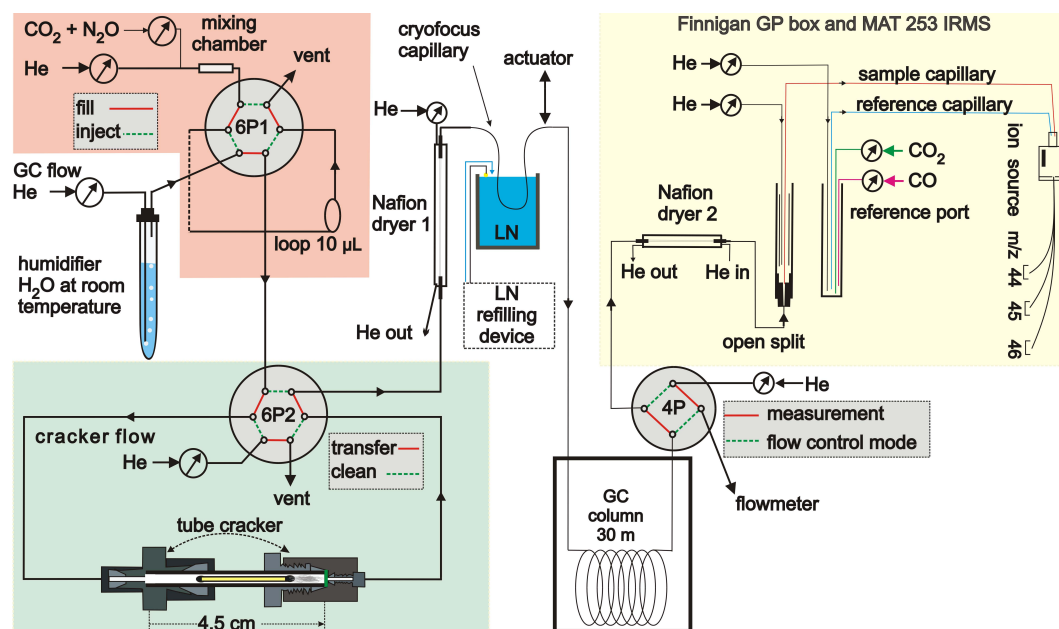 CO₂ + N₂O
mixing
chamber
He
vent
fill
inject
6P1
loop 10 µL
GC flow
He
humidifier
H₂O at room
temperature
cryofocus
capillary
actuator
He
Nafion
dryer 1
LN
LN
refilling
device
He out
Finnigan GP box and MAT 253 IRMS
He
He
sample capillary
reference capillary
CO₂
CO
reference port
ion source m/z
44
45
46
Nafion
dryer 2
He out
He in
open split
4P
He
measurement
flow control mode
flowmeter
GC
column
30 m
6P2
cracker flow
He
transfer
clean
vent
tube cracker
4.5 cm